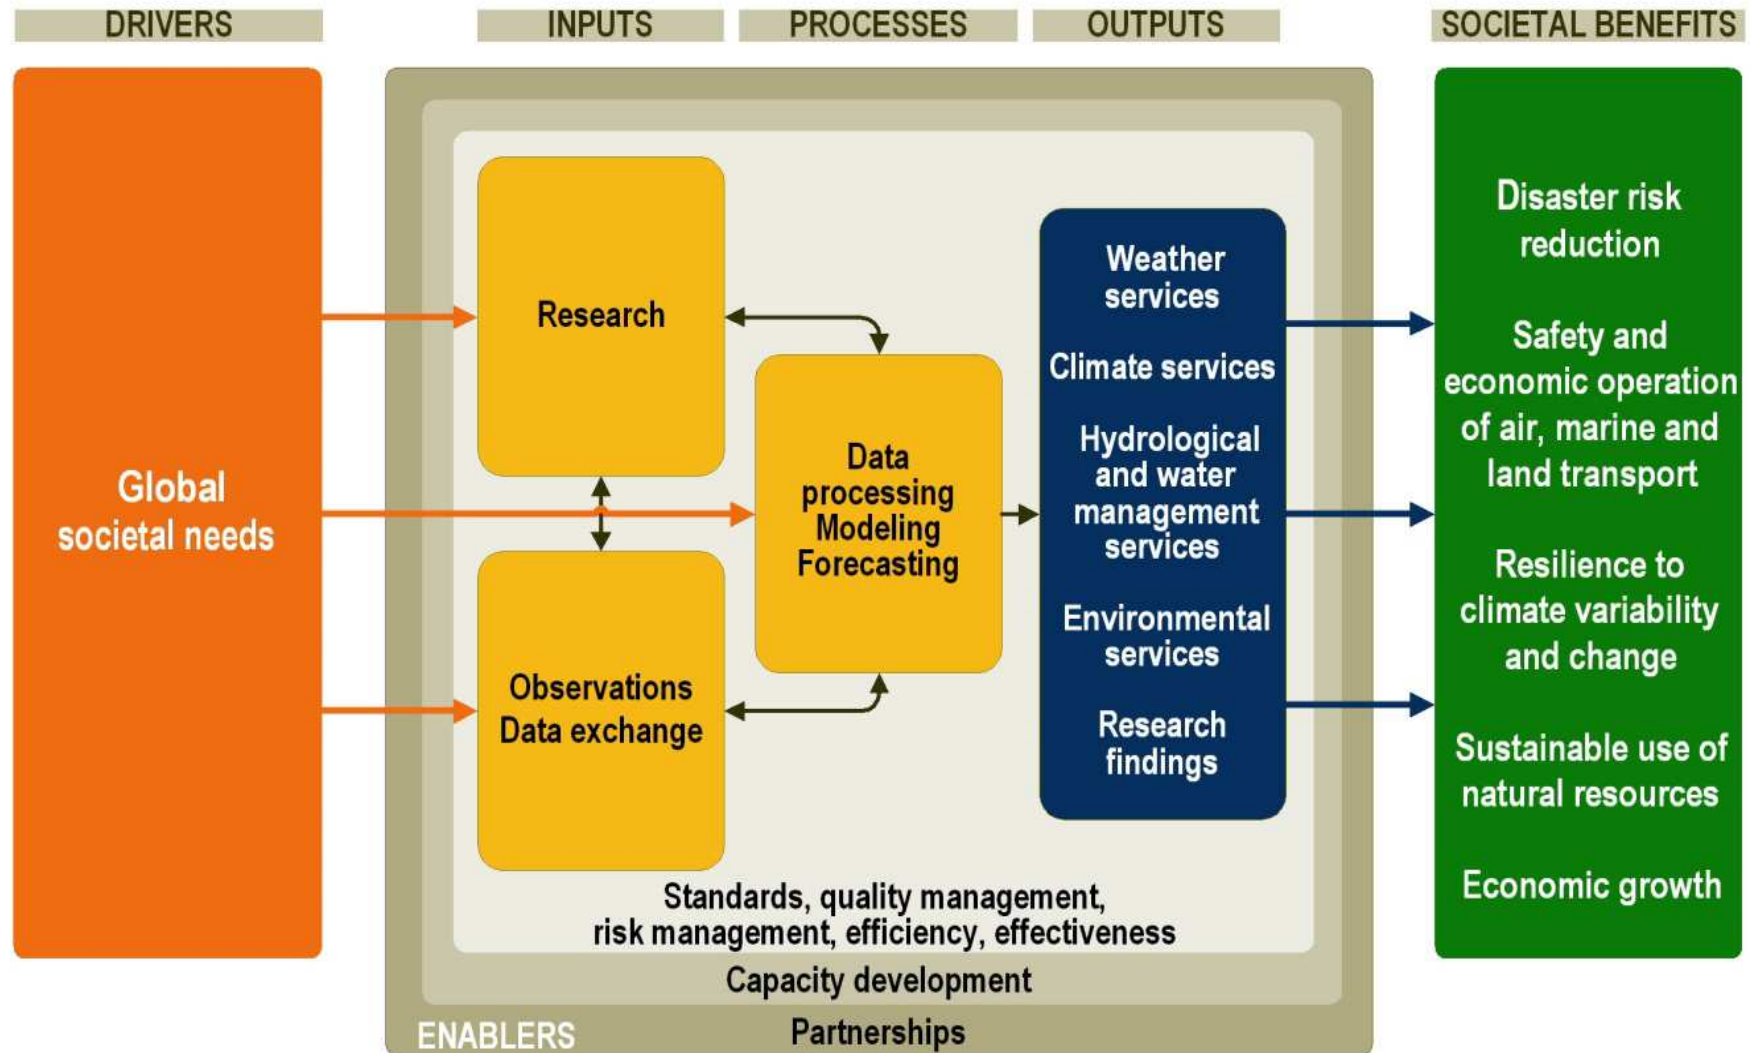 DRIVERS
INPUTS
PROCESSES
OUTPUTS
SOCIETAL BENEFITS
Global
societal needs
Research
Observations
Data exchange
Data
processing
Modeling
Forecasting
Weather
services
Climate services
Hydrological
and water
management
services
Environmental
services
Research
findings
Disaster risk
reduction
Safety and
economic operation
of air, marine and
land transport
Resilience to
climate variability
and change
Sustainable use of
natural resources
Economic growth
Standards, quality management,
risk management, efficiency, effectiveness
Capacity development
ENABLERS
Partnerships